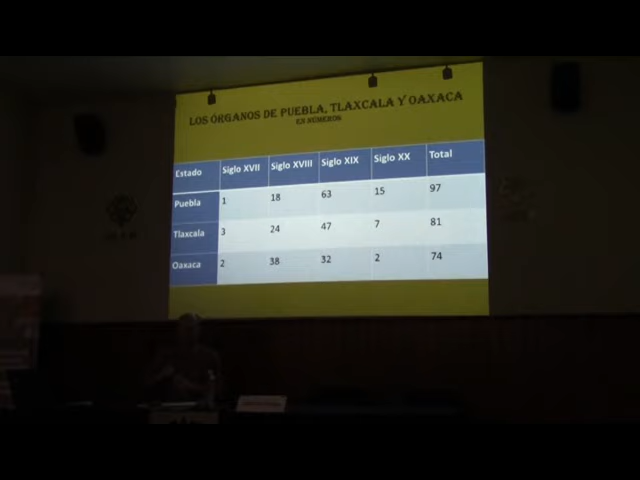 LOS ÓRGANOS DE PUEBLA, TLAXCALA Y OAXACA
EN NÚMEROS
Estado Siglo XVII Siglo XVIII Siglo XIX Siglo XX Total
Puebla 1 18 63 15 97
Tlaxcala 3 24 47 7 81
Oaxaca 2 38 32 2 74